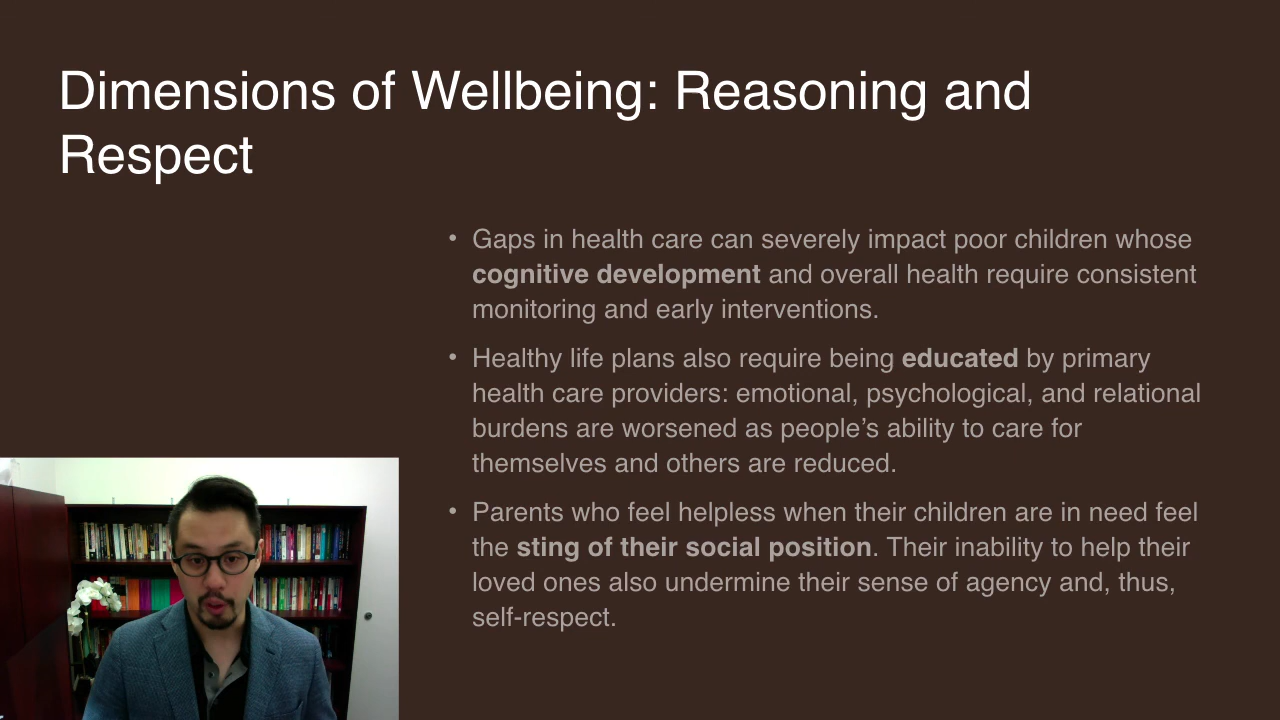 Dimensions of Wellbeing: Reasoning and
Respect
• Gaps in health care can severely impact poor children whose
cognitive development and overall health require consistent
monitoring and early interventions.
• Healthy life plans also require being educated by primary
health care providers: emotional, psychological, and relational
burdens are worsened as people’s ability to care for
themselves and others are reduced.
• Parents who feel helpless when their children are in need feel
the sting of their social position. Their inability to help their
loved ones also undermine their sense of agency and, thus,
self-respect.